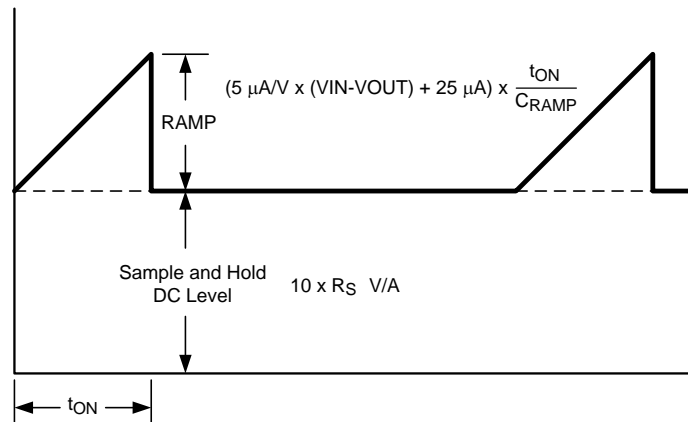 (5 μA/V x (VIN-VOUT) + 25 μA) x tON
CRAMP
RAMP
Sample and Hold
DC Level
10 x RS V/A
tON